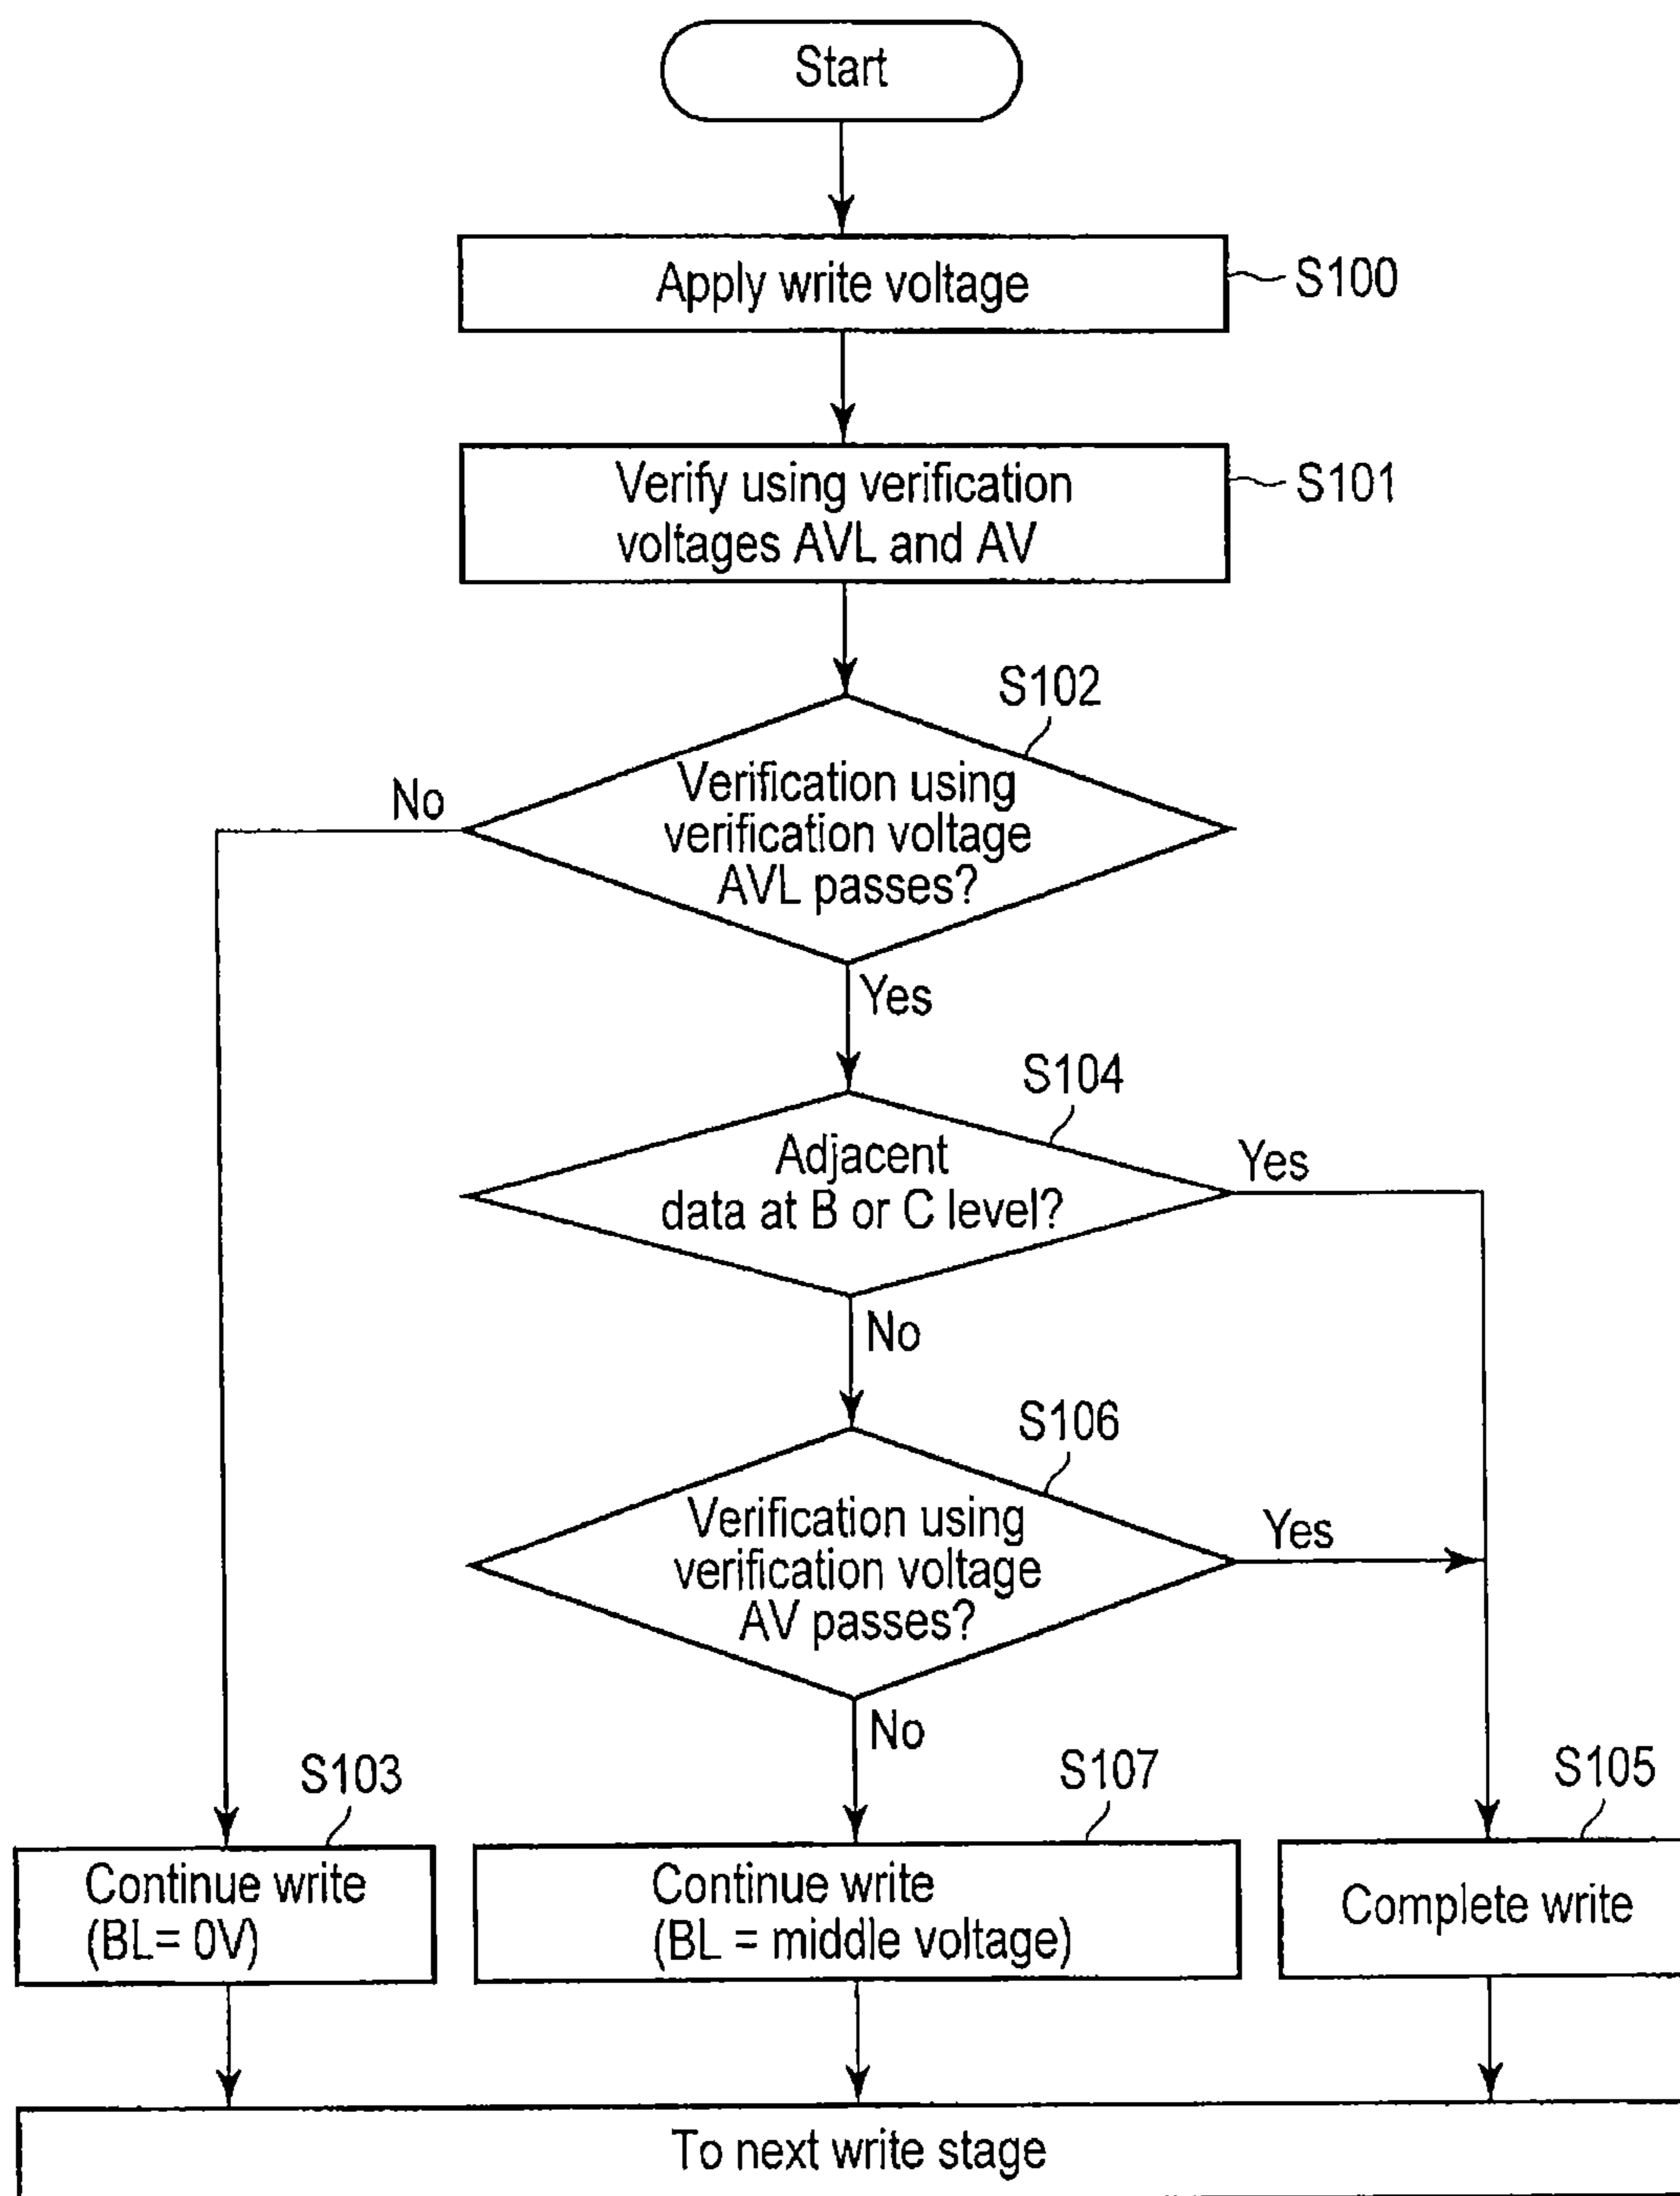 Start
Apply write voltage
S100
Verify using verification
voltages AVL and AV
S101
S102
Verification using
verification voltage
AVL passes?
No
Yes
S104
Adjacent
data at B or C level?
Yes
No
S106
Verification using
verification voltage
AV passes?
Yes
No
S103
Continue write
(BL= 0V)
S107
Continue write
(BL = middle voltage)
S105
Complete write
To next write stage